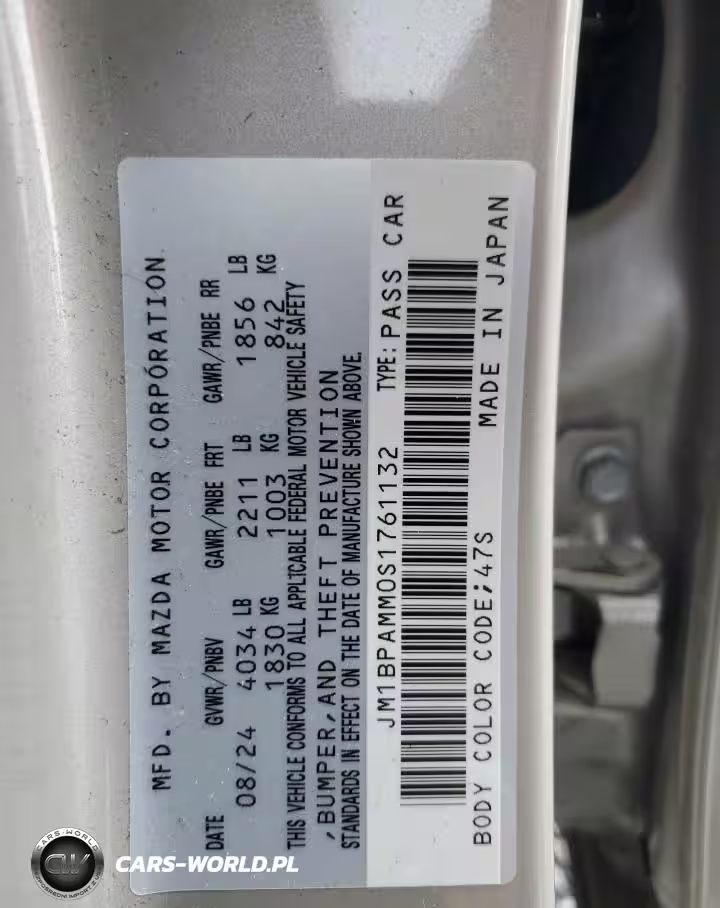 MFD. BY MAZDA MOTOR CORPORATION
DATE GVWR/PNBV GAWR/PNBE FRT GAWR/PNBE RR
08/24 4034 LB 2211 LB 1856 LB
1830 KG 1003 KG 842 KG
THIS VEHICLE CONFORMS TO ALL APPLICABLE FEDERAL MOTOR VEHICLE SAFETY
,BUMPER,AND THEFT PREVENTION
STANDARDS IN EFFECT ON THE DATE OF MANUFACTURE SHOWN ABOVE.
JM1BPAMM0S1761132 TYPE: PASS CAR
BODY COLOR CODE;47S MADE IN JAPAN
CARS-WORLD
CW
CARS-WORLD.PL